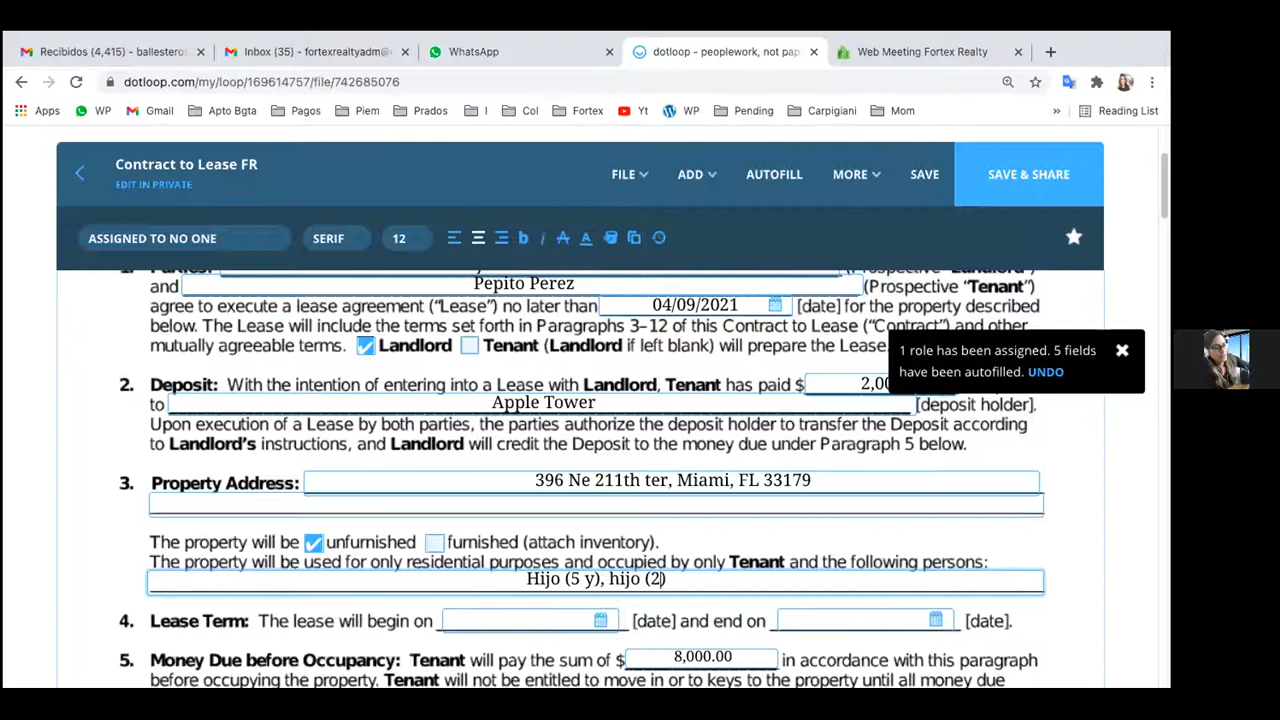 Recibidos (4,415) - ballestero
Inbox (35) - fortexrealtyadm@
WhatsApp
dotloop - peoplework, not pap
Web Meeting Fortex Realty
dotloop.com/my/loop/169614757/file/742685076
Apps WP Gmail Apto Bgta Pagos Piem Prados I Col Fortex Yt WP Pending Carpigiani Mom » Reading List
Contract to Lease FR
EDIT IN PRIVATE
FILE ADD AUTOFILL MORE SAVE SAVE & SHARE
ASSIGNED TO NO ONE SERIF 12
1. Parties: (Prospective "Landlord")
and Pepito Perez (Prospective "Tenant")
agree to execute a lease agreement ("Lease") no later than 04/09/2021 [date] for the property described
below. The Lease will include the terms set forth in Paragraphs 3–12 of this Contract to Lease ("Contract") and other
mutually agreeable terms. Landlord Tenant (Landlord if left blank) will prepare the Lease
1 role has been assigned. 5 fields
have been autofilled. UNDO
2. Deposit: With the intention of entering into a Lease with Landlord, Tenant has paid $ 2,00
to Apple Tower [deposit holder].
Upon execution of a Lease by both parties, the parties authorize the deposit holder to transfer the Deposit according
to Landlord's instructions, and Landlord will credit the Deposit to the money due under Paragraph 5 below.
3. Property Address: 396 Ne 211th ter, Miami, FL 33179
The property will be unfurnished furnished (attach inventory).
The property will be used for only residential purposes and occupied by only Tenant and the following persons:
Hijo (5 y), hijo (2)
4. Lease Term: The lease will begin on [date] and end on [date].
5. Money Due before Occupancy: Tenant will pay the sum of $ 8,000.00 in accordance with this paragraph
before occupying the property. Tenant will not be entitled to move in or to keys to the property until all money due